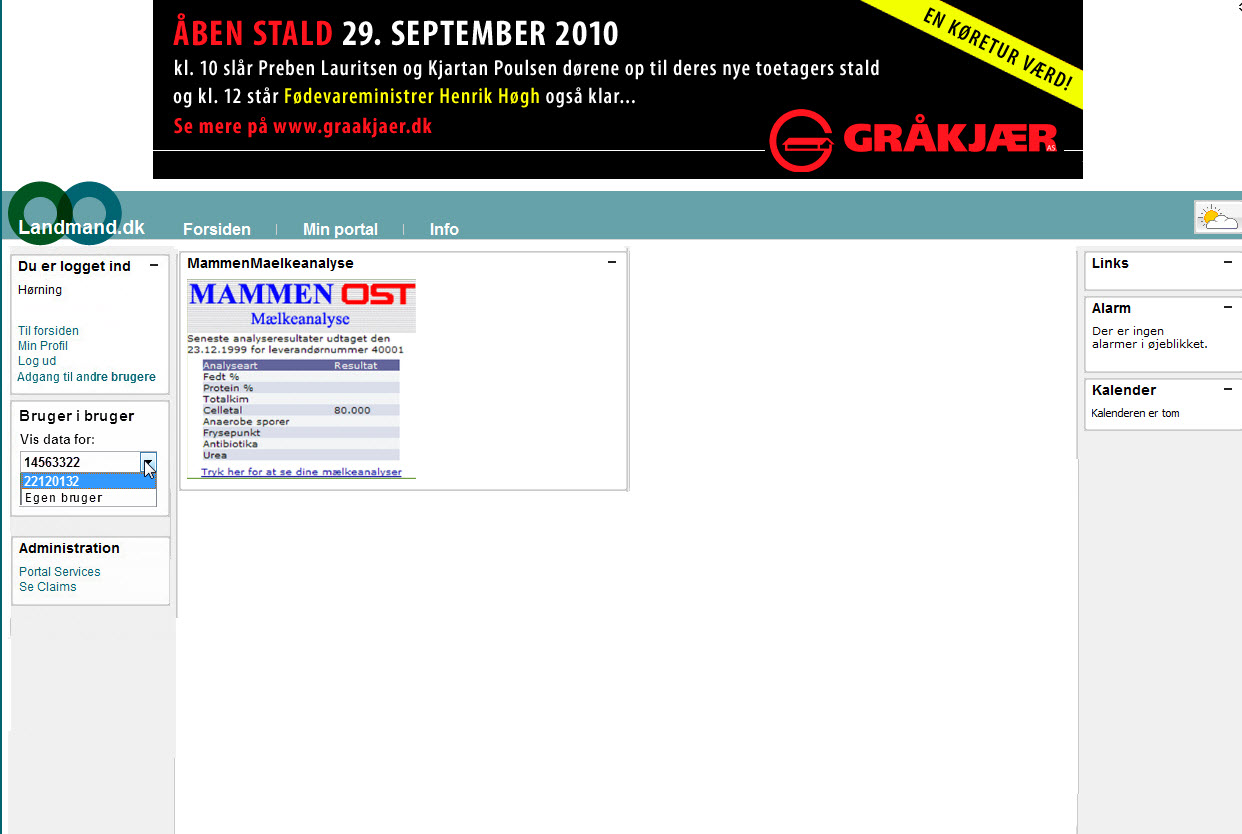 ÅBEN STALD 29. SEPTEMBER 2010
kl. 10 slår Preben Lauritsen og Kjartan Poulsen dørene op til deres nye toetagers stald
og kl. 12 står Fødevareministrer Henrik Høgh også klar...
Se mere på www.graakjaer.dk
EN KØRETUR VÆRD!
GRÅKJÆR AS
Landmand.dk
Forsiden
Min portal
Info
Du er logget ind
Hørning
Til forsiden
Min Profil
Log ud
Adgang til andre brugere
Bruger i bruger
Vis data for:
14563322
22120132
Egen bruger
Administration
Portal Services
Se Claims
MammenMaelkeanalyse
MAMMEN OST
Mælkeanalyse
Seneste analyseresultater udtaget den
23.12.1999 for leverandørnummer 40001
Analyseart Resultat
Fedt %
Protein %
Totalkim
Celletal 80.000
Anaerobe sporer
Frysepunkt
Antibiotika
Urea
Tryk her for at se dine mælkeanalyser
Links
Alarm
Der er ingen
alarmer i øjeblikket.
Kalender
Kalenderen er tom